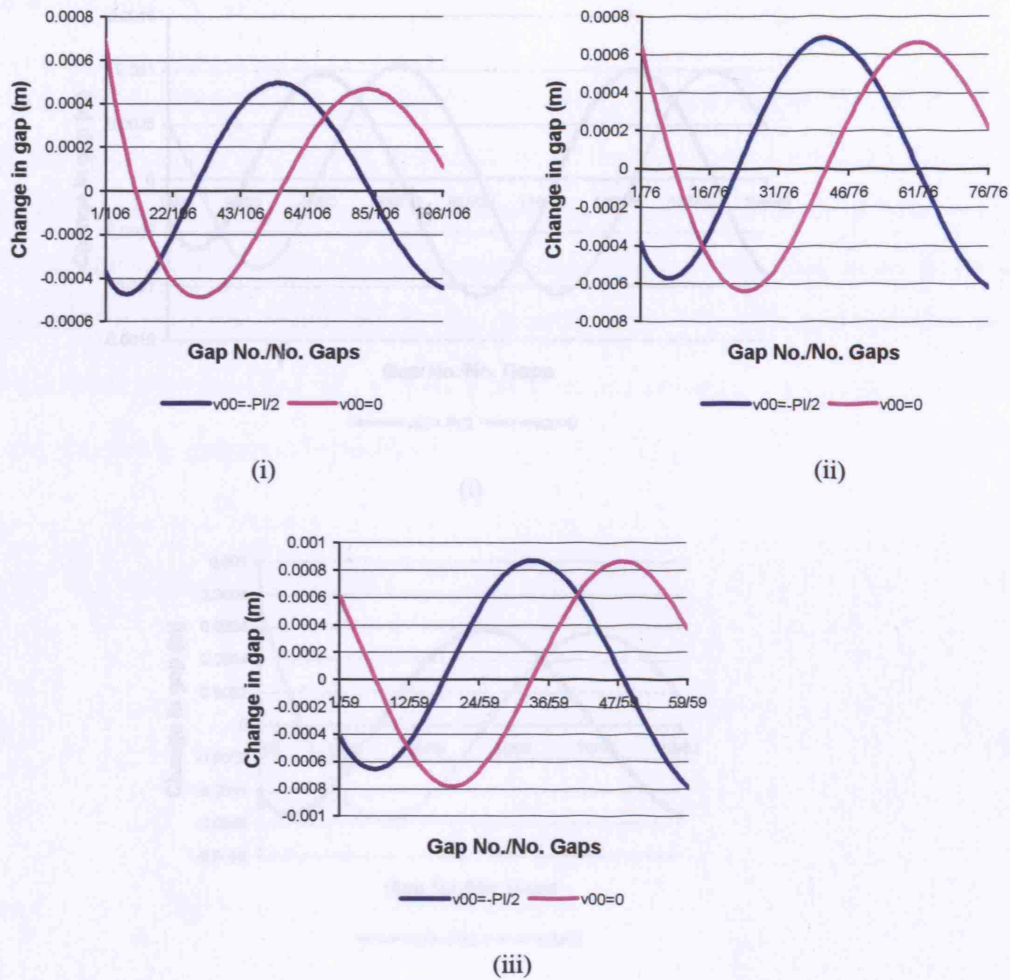 Change in gap (m)
0.0008
0.0006
0.0004
0.0002
0
-0.0002
-0.0004
-0.0006
1/106 22/106 43/106 64/106 85/106 106/106
Gap No./No. Gaps
v00=-PI/2 v00=0
(i)
Change in gap (m)
0.0008
0.0006
0.0004
0.0002
0
-0.0002
-0.0004
-0.0006
-0.0008
1/76 16/76 31/76 46/76 61/76 76/76
Gap No./No. Gaps
v00=-PI/2 v00=0
(ii)
Change in gap (m)
0.001
0.0008
0.0006
0.0004
0.0002
0
-0.0002
-0.0004
-0.0006
-0.0008
-0.001
1/59 12/59 24/59 36/59 47/59 59/59
Gap No./No. Gaps
v00=-PI/2 v00=0
(iii)